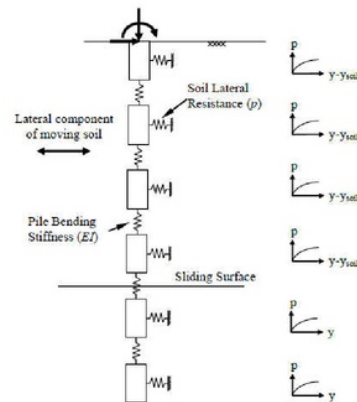 p
y-ysoil
Soil Lateral
Resistance (p)
p
y-ysoil
Lateral component
of moving soil
p
y-ysoil
Pile Bending
Stiffness (EI)
p
y-ysoil
Sliding Surface
p
y
p
y